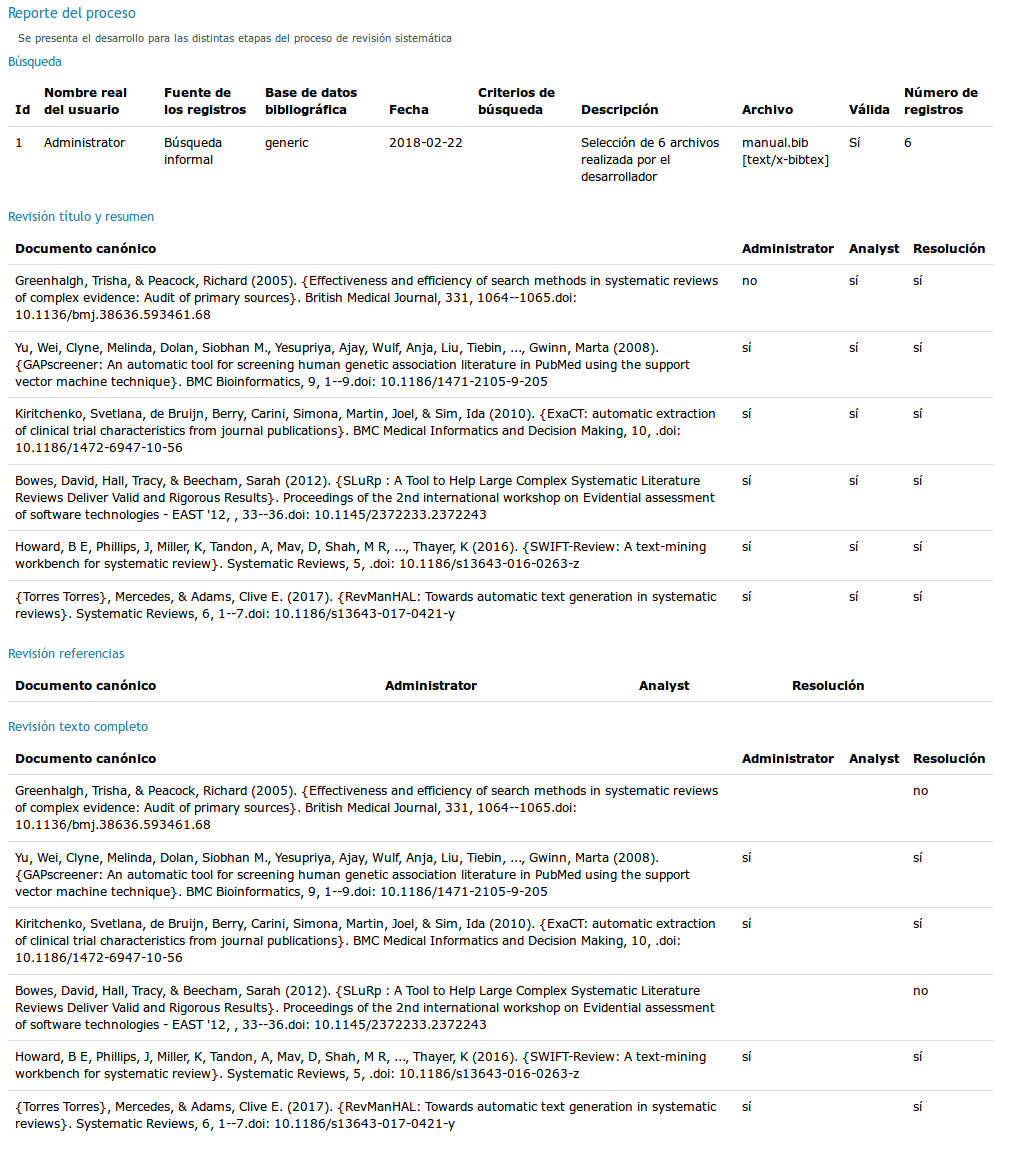 Reporte del proceso
Se presenta el desarrollo para las distintas etapas del proceso de revisión sistemática
Búsqueda
Id Nombre real del usuario Fuente de los registros Base de datos bibliográfica Fecha Criterios de búsqueda Descripción Archivo Válida Número de registros
1 Administrator Búsqueda informal generic 2018-02-22 Selección de 6 archivos realizada por el desarrollador manual.bib [text/x-bibtex] Sí 6
Revisión título y resumen
Documento canónico Administrator Analyst Resolución
Greenhalgh, Trisha, & Peacock, Richard (2005). {Effectiveness and efficiency of search methods in systematic reviews no sí sí
of complex evidence: Audit of primary sources}. British Medical Journal, 331, 1064--1065.doi:
10.1136/bmj.38636.593461.68
Yu, Wei, Clyne, Melinda, Dolan, Siobhan M., Yesupriya, Ajay, Wulf, Anja, Liu, Tiebin, ..., Gwinn, Marta (2008). sí sí sí
{GAPscreener: An automatic tool for screening human genetic association literature in PubMed using the support
vector machine technique}. BMC Bioinformatics, 9, 1--9.doi: 10.1186/1471-2105-9-205
Kiritchenko, Svetlana, de Bruijn, Berry, Carini, Simona, Martin, Joel, & Sim, Ida (2010). {ExaCT: automatic extraction sí sí sí
of clinical trial characteristics from journal publications}. BMC Medical Informatics and Decision Making, 10, .doi:
10.1186/1472-6947-10-56
Bowes, David, Hall, Tracy, & Beecham, Sarah (2012). {SLuRp : A Tool to Help Large Complex Systematic Literature sí sí sí
Reviews Deliver Valid and Rigorous Results}. Proceedings of the 2nd international workshop on Evidential assessment
of software technologies - EAST '12, , 33--36.doi: 10.1145/2372233.2372243
Howard, B E, Phillips, J, Miller, K, Tandon, A, Mav, D, Shah, M R, ..., Thayer, K (2016). {SWIFT-Review: A text-mining sí sí sí
workbench for systematic review}. Systematic Reviews, 5, .doi: 10.1186/s13643-016-0263-z
{Torres Torres}, Mercedes, & Adams, Clive E. (2017). {RevManHAL: Towards automatic text generation in systematic sí sí sí
reviews}. Systematic Reviews, 6, 1--7.doi: 10.1186/s13643-017-0421-y
Revisión referencias
Documento canónico Administrator Analyst Resolución
Revisión texto completo
Documento canónico Administrator Analyst Resolución
Greenhalgh, Trisha, & Peacock, Richard (2005). {Effectiveness and efficiency of search methods in systematic reviews no
of complex evidence: Audit of primary sources}. British Medical Journal, 331, 1064--1065.doi:
10.1136/bmj.38636.593461.68
Yu, Wei, Clyne, Melinda, Dolan, Siobhan M., Yesupriya, Ajay, Wulf, Anja, Liu, Tiebin, ..., Gwinn, Marta (2008). sí sí
{GAPscreener: An automatic tool for screening human genetic association literature in PubMed using the support
vector machine technique}. BMC Bioinformatics, 9, 1--9.doi: 10.1186/1471-2105-9-205
Kiritchenko, Svetlana, de Bruijn, Berry, Carini, Simona, Martin, Joel, & Sim, Ida (2010). {ExaCT: automatic extraction sí sí
of clinical trial characteristics from journal publications}. BMC Medical Informatics and Decision Making, 10, .doi:
10.1186/1472-6947-10-56
Bowes, David, Hall, Tracy, & Beecham, Sarah (2012). {SLuRp : A Tool to Help Large Complex Systematic Literature no
Reviews Deliver Valid and Rigorous Results}. Proceedings of the 2nd international workshop on Evidential assessment
of software technologies - EAST '12, , 33--36.doi: 10.1145/2372233.2372243
Howard, B E, Phillips, J, Miller, K, Tandon, A, Mav, D, Shah, M R, ..., Thayer, K (2016). {SWIFT-Review: A text-mining sí sí
workbench for systematic review}. Systematic Reviews, 5, .doi: 10.1186/s13643-016-0263-z
{Torres Torres}, Mercedes, & Adams, Clive E. (2017). {RevManHAL: Towards automatic text generation in systematic sí sí
reviews}. Systematic Reviews, 6, 1--7.doi: 10.1186/s13643-017-0421-y